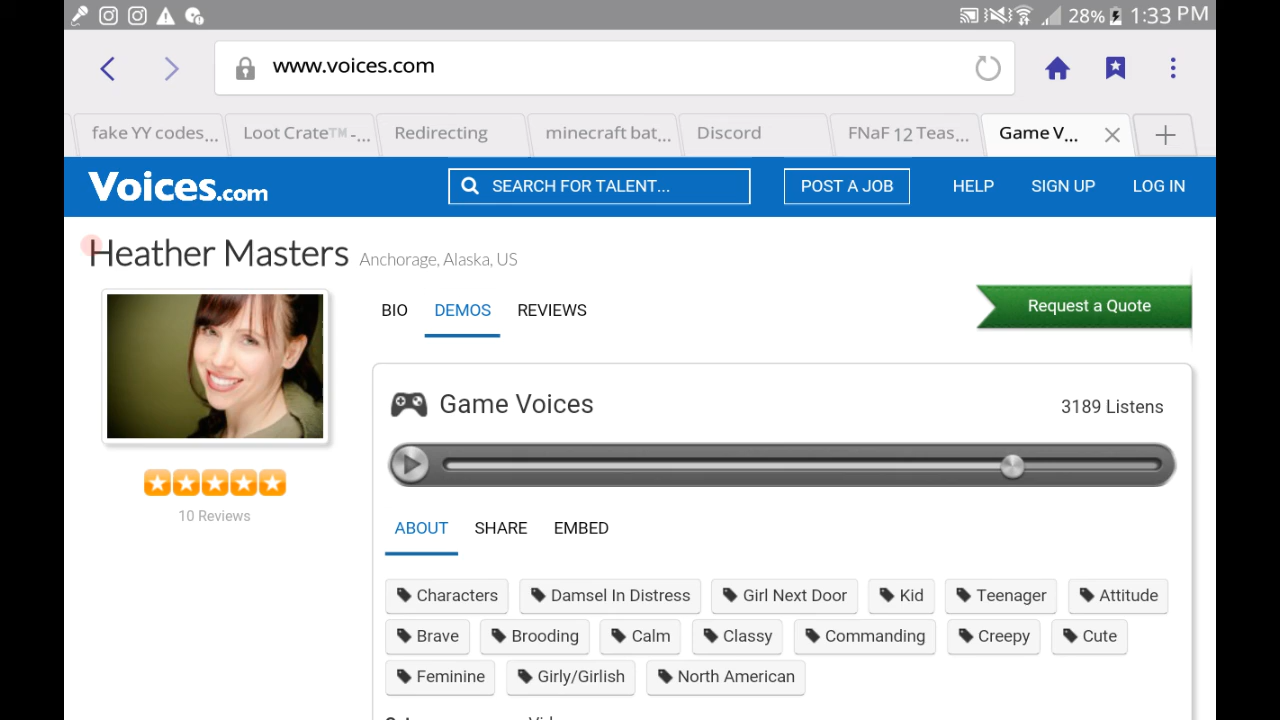 28% 1:33 PM
www.voices.com
fake YY codes... Loot Crate™ -... Redirecting minecraft bat... Discord FNaF 12 Teas... Game V...
Voices.com SEARCH FOR TALENT... POST A JOB HELP SIGN UP LOG IN
Heather Masters Anchorage, Alaska, US
BIO DEMOS REVIEWS Request a Quote
Game Voices 3189 Listens
10 Reviews
ABOUT SHARE EMBED
Characters Damsel In Distress Girl Next Door Kid Teenager Attitude
Brave Brooding Calm Classy Commanding Creepy Cute
Feminine Girly/Girlish North American